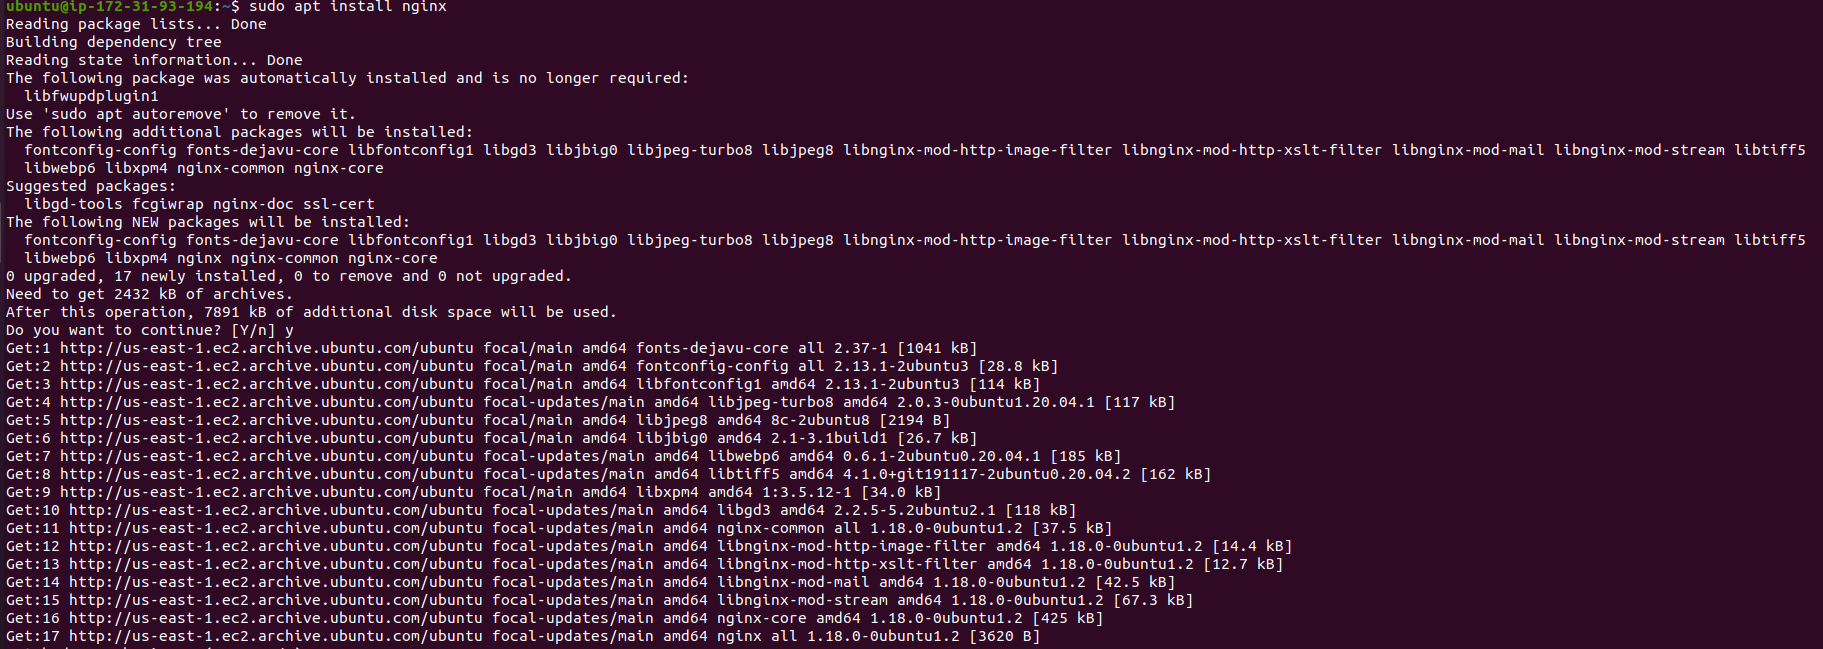 ubuntu@ip-172-31-93-194:~$ sudo apt install nginx
Reading package lists... Done
Building dependency tree
Reading state information... Done
The following package was automatically installed and is no longer required:
  libfwupdplugin1
Use 'sudo apt autoremove' to remove it.
The following additional packages will be installed:
  fontconfig-config fonts-dejavu-core libfontconfig1 libgd3 libjbig0 libjpeg-turbo8 libjpeg8 libnginx-mod-http-image-filter libnginx-mod-http-xslt-filter libnginx-mod-mail libnginx-mod-stream libtiff5
  libwebp6 libxpm4 nginx-common nginx-core
Suggested packages:
  libgd-tools fcgiwrap nginx-doc ssl-cert
The following NEW packages will be installed:
  fontconfig-config fonts-dejavu-core libfontconfig1 libgd3 libjbig0 libjpeg-turbo8 libjpeg8 libnginx-mod-http-image-filter libnginx-mod-http-xslt-filter libnginx-mod-mail libnginx-mod-stream libtiff5
  libwebp6 libxpm4 nginx nginx-common nginx-core
0 upgraded, 17 newly installed, 0 to remove and 0 not upgraded.
Need to get 2432 kB of archives.
After this operation, 7891 kB of additional disk space will be used.
Do you want to continue? [Y/n] y
Get:1 http://us-east-1.ec2.archive.ubuntu.com/ubuntu focal/main amd64 fonts-dejavu-core all 2.37-1 [1041 kB]
Get:2 http://us-east-1.ec2.archive.ubuntu.com/ubuntu focal/main amd64 fontconfig-config all 2.13.1-2ubuntu3 [28.8 kB]
Get:3 http://us-east-1.ec2.archive.ubuntu.com/ubuntu focal/main amd64 libfontconfig1 amd64 2.13.1-2ubuntu3 [114 kB]
Get:4 http://us-east-1.ec2.archive.ubuntu.com/ubuntu focal-updates/main amd64 libjpeg-turbo8 amd64 2.0.3-0ubuntu1.20.04.1 [117 kB]
Get:5 http://us-east-1.ec2.archive.ubuntu.com/ubuntu focal/main amd64 libjpeg8 amd64 8c-2ubuntu8 [2194 B]
Get:6 http://us-east-1.ec2.archive.ubuntu.com/ubuntu focal/main amd64 libjbig0 amd64 2.1-3.1build1 [26.7 kB]
Get:7 http://us-east-1.ec2.archive.ubuntu.com/ubuntu focal-updates/main amd64 libwebp6 amd64 0.6.1-2ubuntu0.20.04.1 [185 kB]
Get:8 http://us-east-1.ec2.archive.ubuntu.com/ubuntu focal-updates/main amd64 libtiff5 amd64 4.1.0+git191117-2ubuntu0.20.04.2 [162 kB]
Get:9 http://us-east-1.ec2.archive.ubuntu.com/ubuntu focal/main amd64 libxpm4 amd64 1:3.5.12-1 [34.0 kB]
Get:10 http://us-east-1.ec2.archive.ubuntu.com/ubuntu focal-updates/main amd64 libgd3 amd64 2.2.5-5.2ubuntu2.1 [118 kB]
Get:11 http://us-east-1.ec2.archive.ubuntu.com/ubuntu focal-updates/main amd64 nginx-common all 1.18.0-0ubuntu1.2 [37.5 kB]
Get:12 http://us-east-1.ec2.archive.ubuntu.com/ubuntu focal-updates/main amd64 libnginx-mod-http-image-filter amd64 1.18.0-0ubuntu1.2 [14.4 kB]
Get:13 http://us-east-1.ec2.archive.ubuntu.com/ubuntu focal-updates/main amd64 libnginx-mod-http-xslt-filter amd64 1.18.0-0ubuntu1.2 [12.7 kB]
Get:14 http://us-east-1.ec2.archive.ubuntu.com/ubuntu focal-updates/main amd64 libnginx-mod-mail amd64 1.18.0-0ubuntu1.2 [42.5 kB]
Get:15 http://us-east-1.ec2.archive.ubuntu.com/ubuntu focal-updates/main amd64 libnginx-mod-stream amd64 1.18.0-0ubuntu1.2 [67.3 kB]
Get:16 http://us-east-1.ec2.archive.ubuntu.com/ubuntu focal-updates/main amd64 nginx-core amd64 1.18.0-0ubuntu1.2 [425 kB]
Get:17 http://us-east-1.ec2.archive.ubuntu.com/ubuntu focal-updates/main amd64 nginx all 1.18.0-0ubuntu1.2 [3620 B]